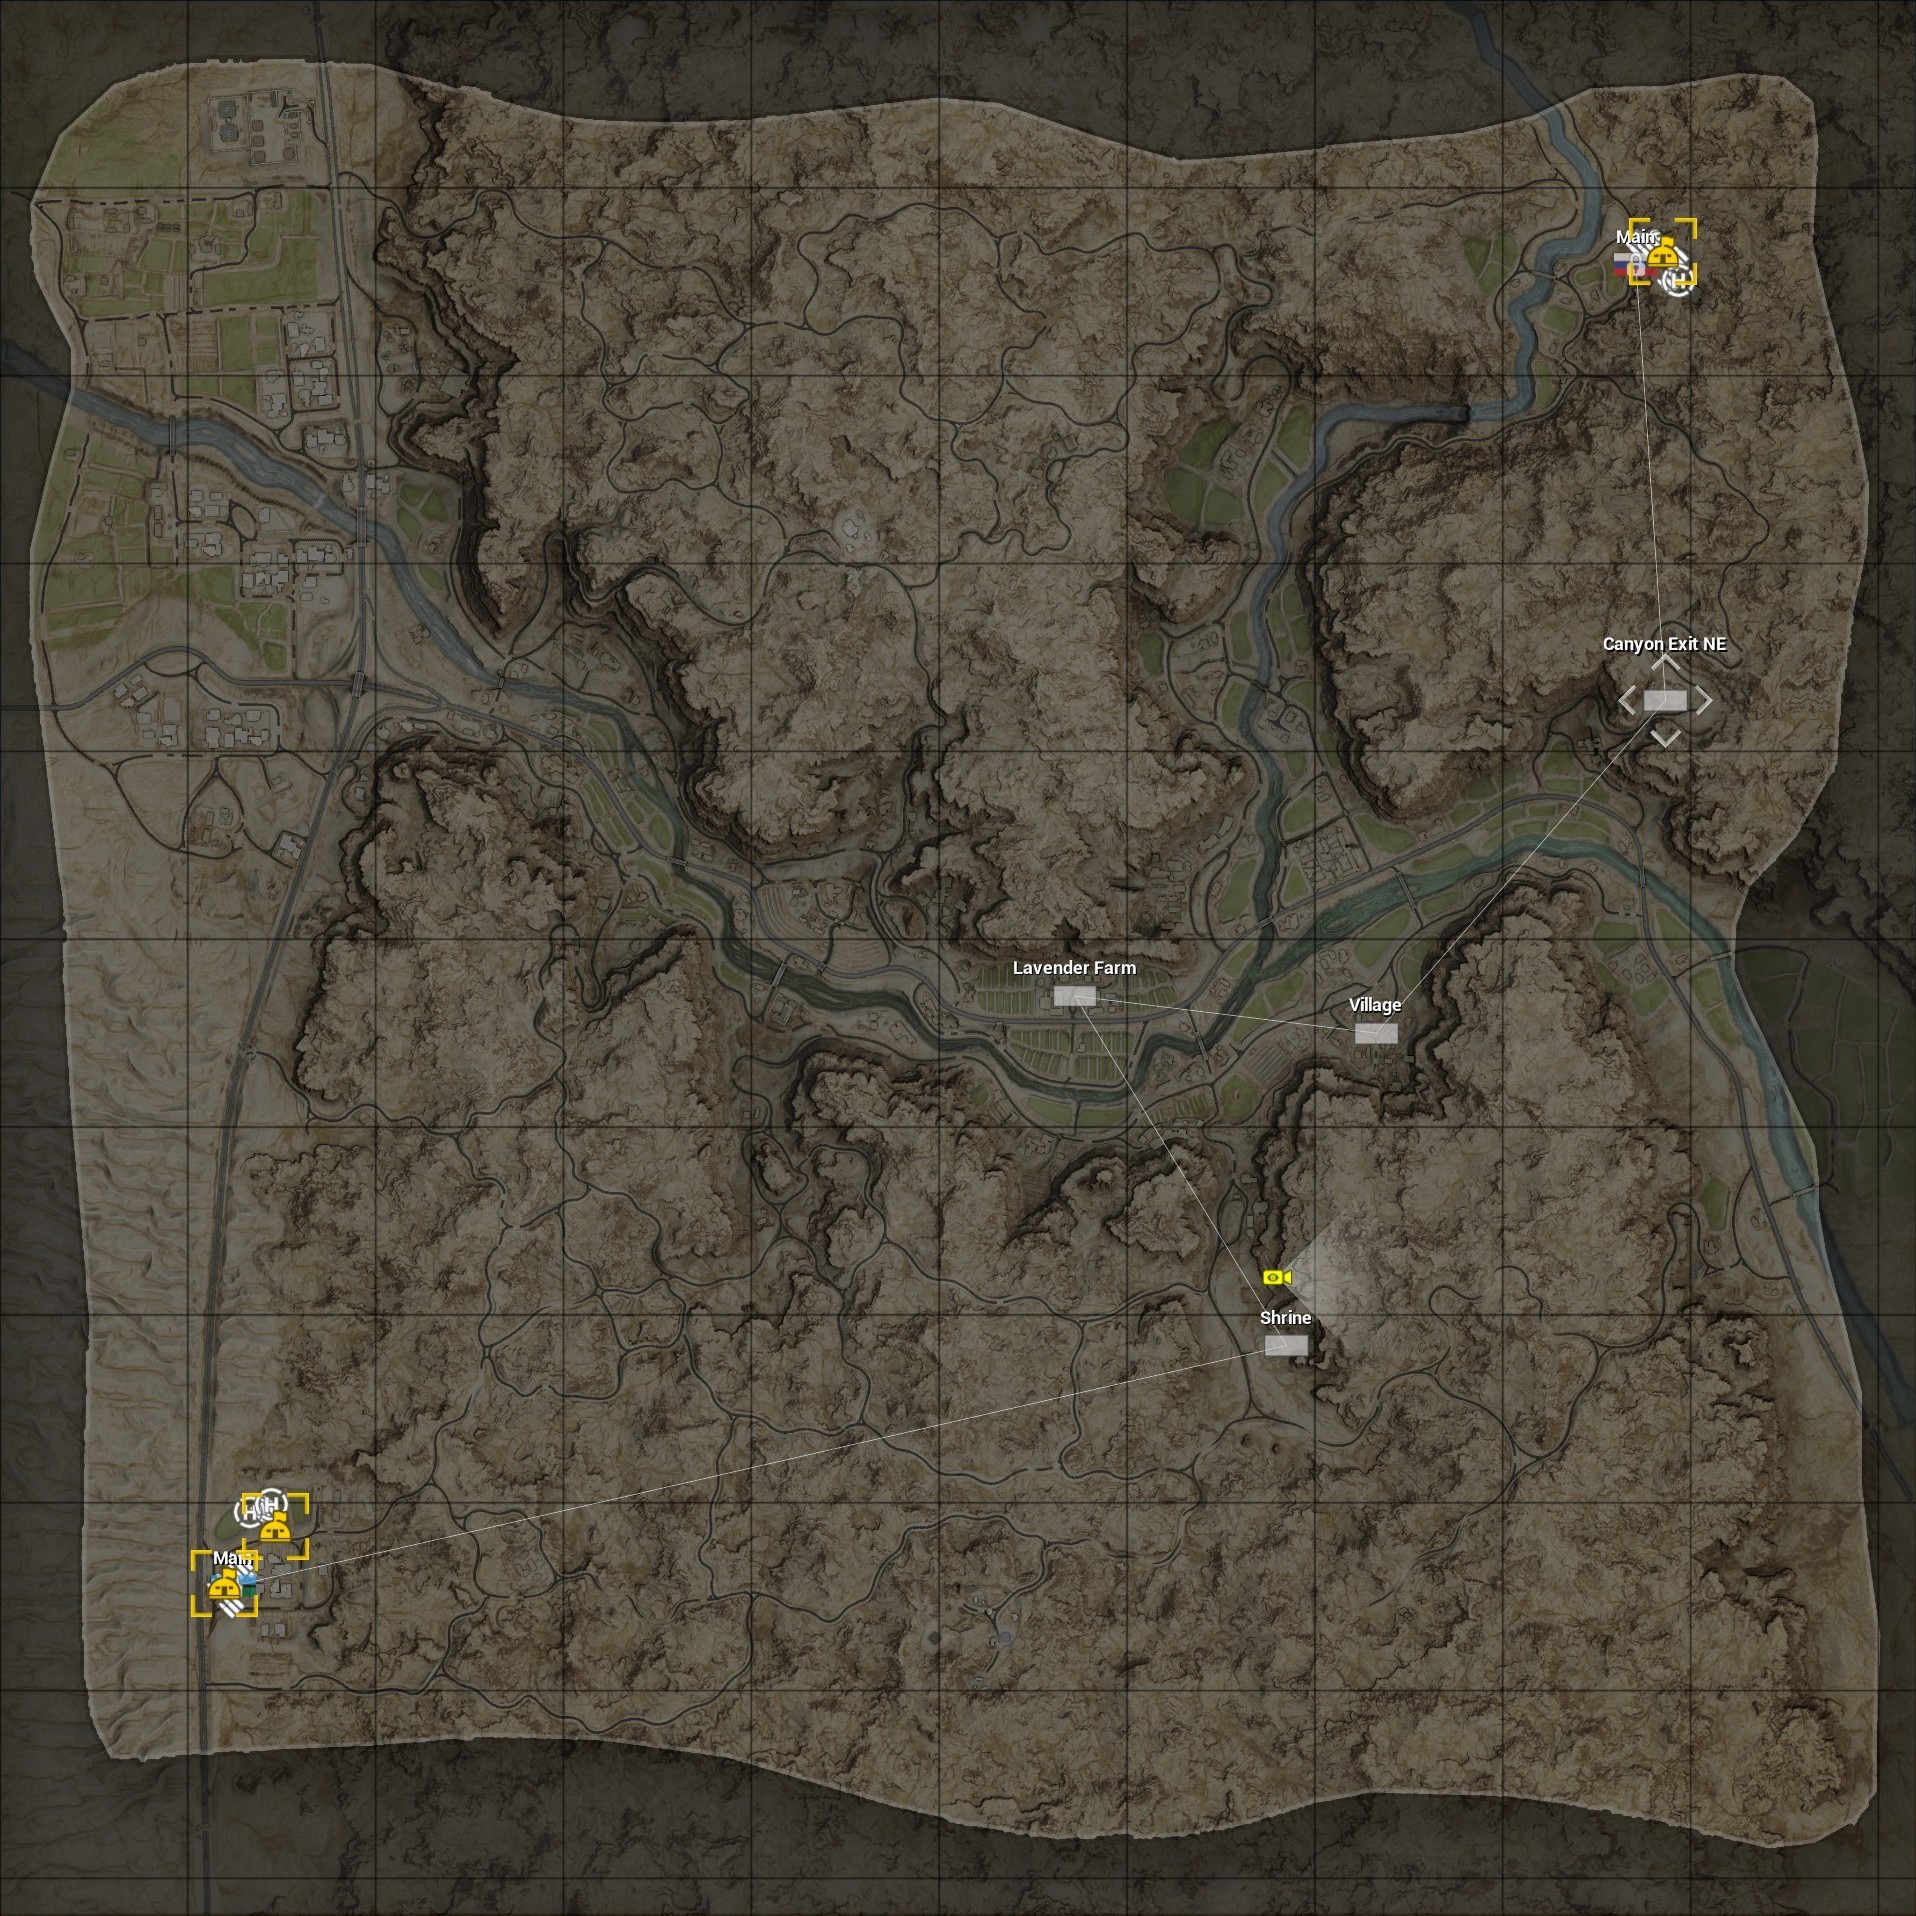 Main
Canyon Exit NE
Lavender Farm
Village
Shrine
H
H
H
Main